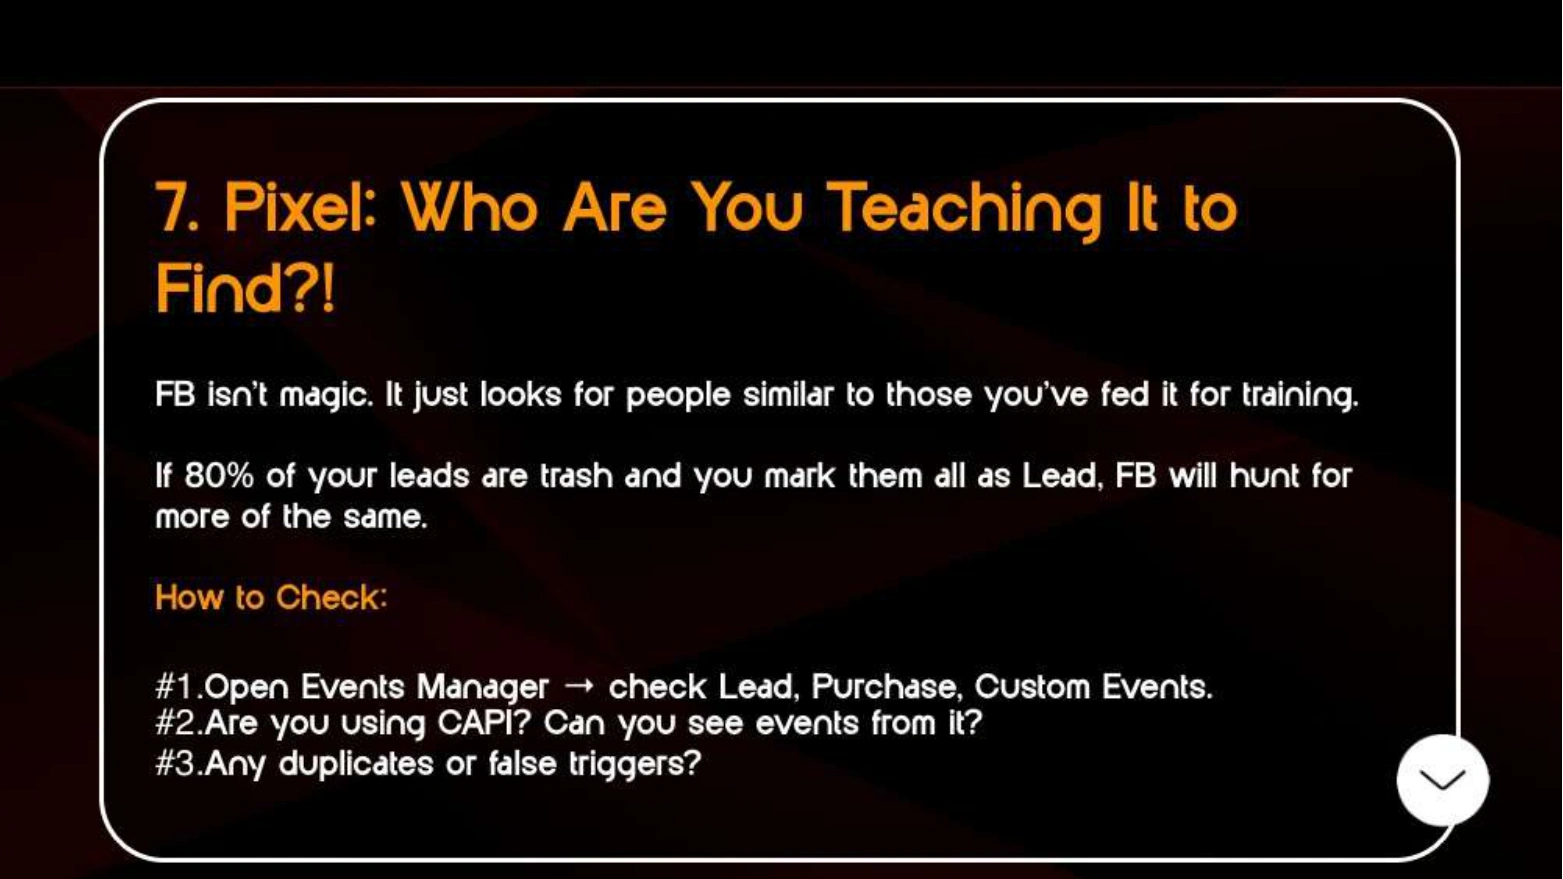 7. Pixel: Who Are You Teaching It to
Find?!
FB isn't magic. It just looks for people similar to those you've fed it for training.
If 80% of your leads are trash and you mark them all as Lead, FB will hunt for
more of the same.
How to Check:
#1.Open Events Manager → check Lead, Purchase, Custom Events.
#2.Are you using CAPI? Can you see events from it?
#3.Any duplicates or false triggers?